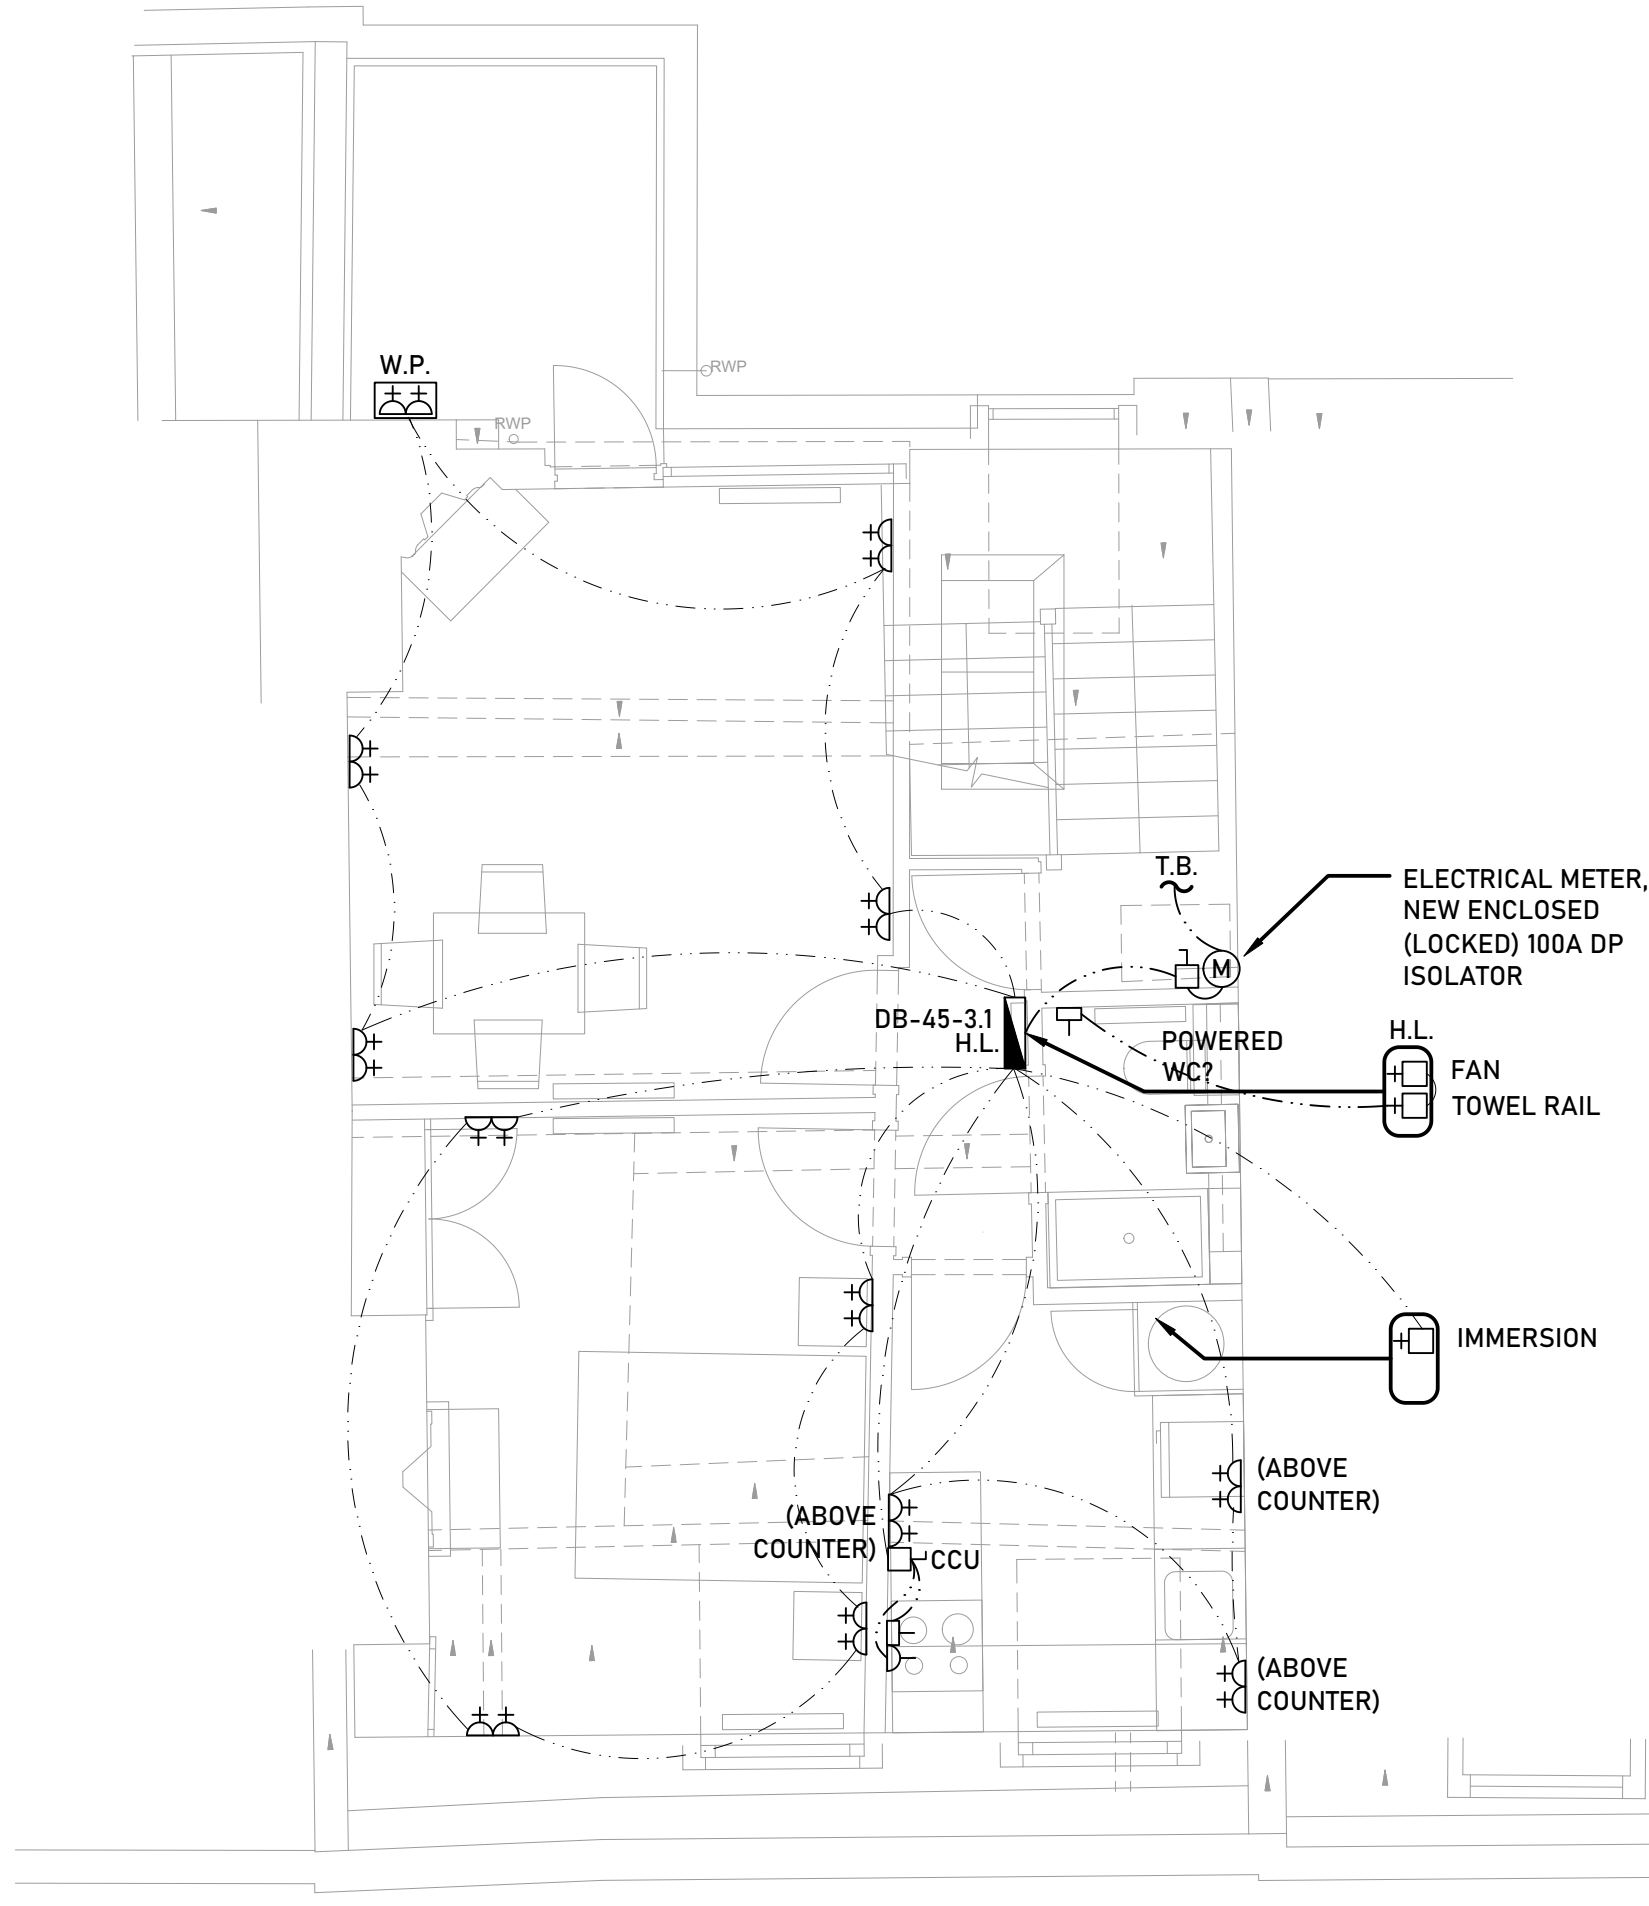 RWP
W.P.
RWP
T.B.
ELECTRICAL METER,
NEW ENCLOSED
(LOCKED) 100A DP
ISOLATOR
M
DB-45-3.1
H.L.
POWERED
WC?
H.L.
FAN
TOWEL RAIL
IMMERSION
(ABOVE
COUNTER)
(ABOVE
COUNTER)
CCU
(ABOVE
COUNTER)